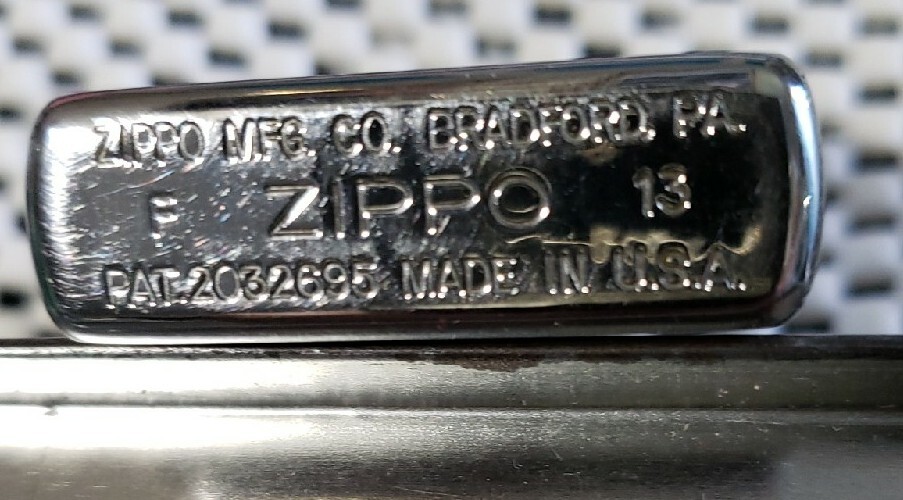 ZIPPO MFG. CO. BRADFORD, PA.
F ZIPPO 13
PAT. 2032695 MADE IN U.S.A.